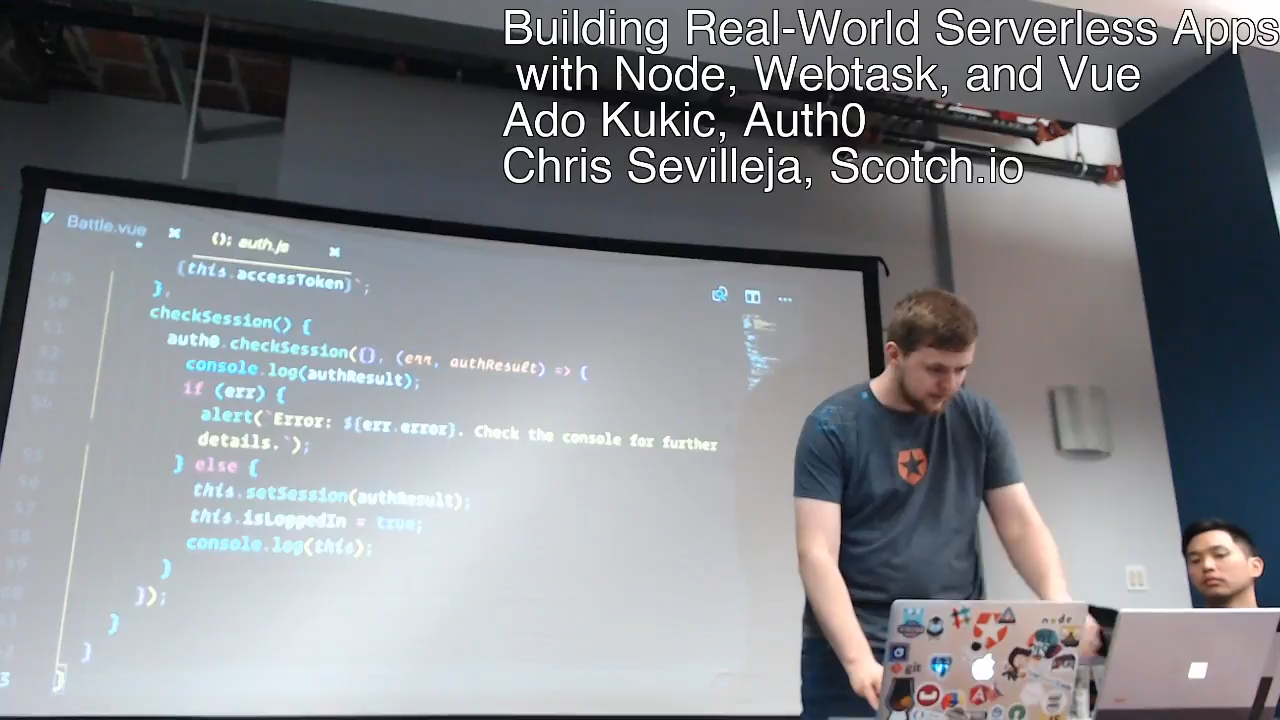 Building Real-World Serverless Apps
with Node, Webtask, and Vue
Ado Kukic, Auth0
Chris Sevilleja, Scotch.io
Battle.vue
(); auth.js
{this.accessToken}`;
},
checkSession() {
auth0.checkSession({}, (err, authResult) => {
console.log(authResult);
if (err) {
alert(`Error: ${err.error}. Check the console for further
details.`);
} else {
this.setSession(authResult);
this.isLoggedIn = true;
console.log(this);
}
});
}
}
}
node
git